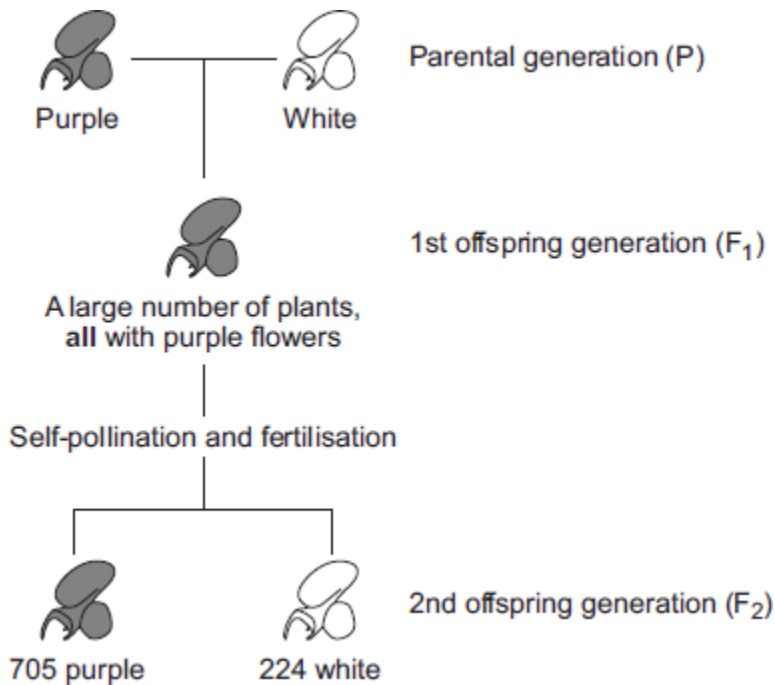 Parental generation (P)
Purple
White
1st offspring generation (F₁)
A large number of plants,
all with purple flowers
Self-pollination and fertilisation
2nd offspring generation (F₂)
705 purple
224 white